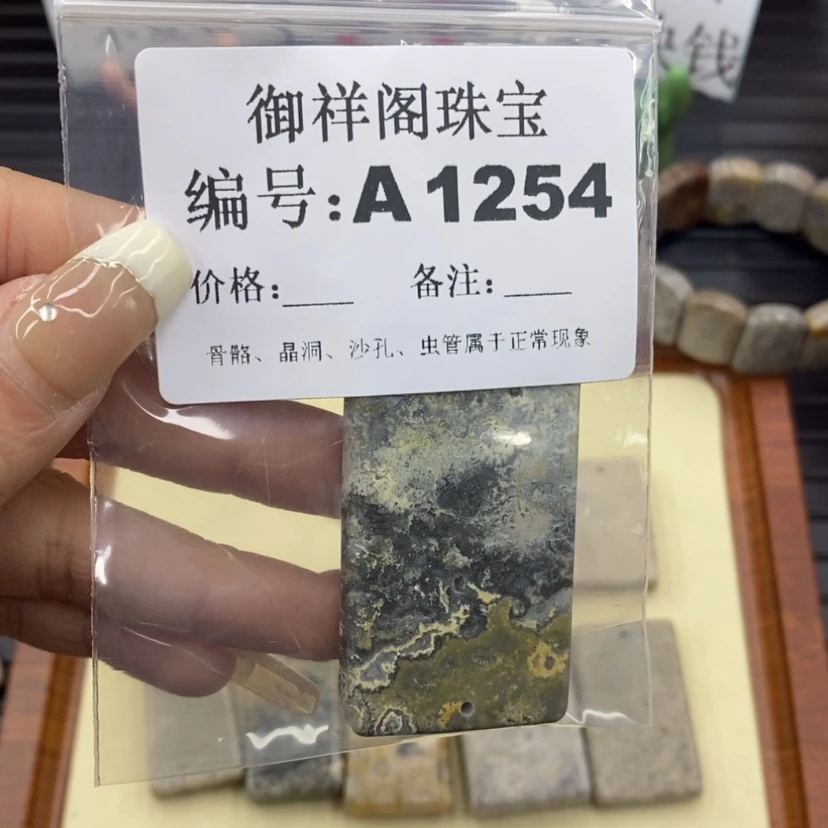 御祥阁珠宝
编号:A1254
价格:____ 备注:____
骨骼、晶洞、沙孔、虫管属于正常现象
钱